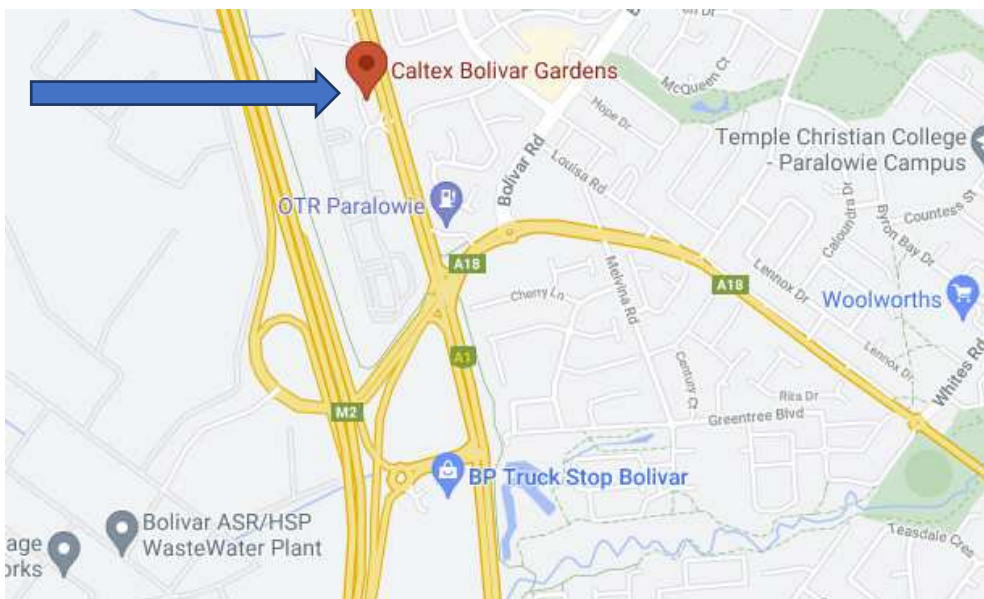 Caltex Bolivar Gardens
McQueen Ct
Hope Dr
Bolivar Rd
Louisa Rd
Temple Christian College
- Paralowie Campus
OTR Paralowie
Caloundra Dr
Byron Bay Dr
Countess St
A18
A18
Melvina Rd
Lennox Dr
Cherry Ln
Woolworths
A1
Century Ct
Lennox Dr
Whites Rd
Rita Dr
M2
Greentree Blvd
BP Truck Stop Bolivar
Bolivar ASR/HSP
WasteWater Plant
Teasdale Cres
age
orks